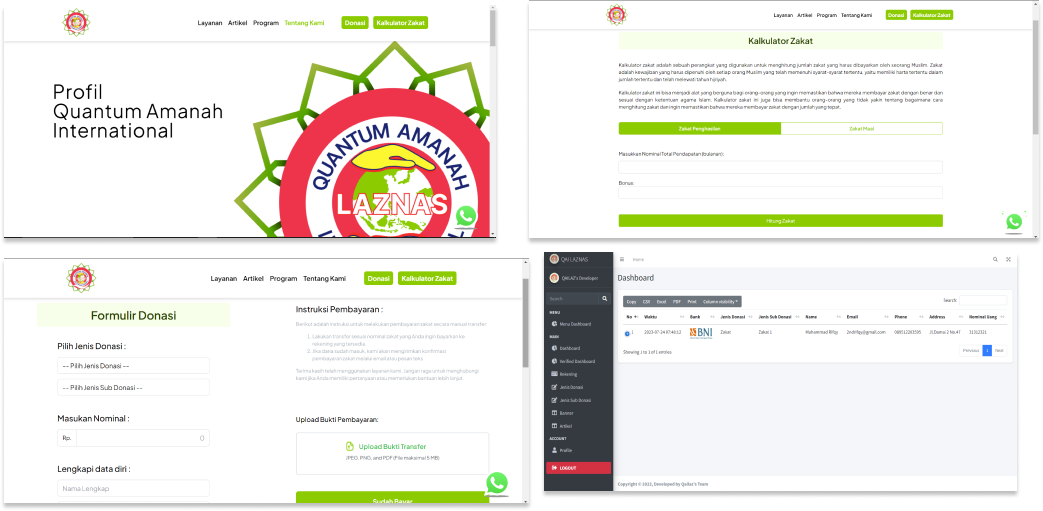 Layanan Artikel Program Tentang Kami Donasi Kalkulator Zakat
Profil
Quantum Amanah
International
QUANTUM AMANAH
LAZNAS
Layanan Artikel Program Tentang Kami Donasi Kalkulator Zakat
Kalkulator Zakat
Kalkulator zakat adalah sebuah perangkat yang digunakan untuk menghitung jumlah zakat yang harus dibayarkan oleh seorang Muslim. Zakat
adalah kewajiban yang harus dipenuhi oleh setiap orang Muslim yang telah memenuhi syarat-syarat tertentu, yaitu memiliki harta tertentu dalam
jumlah tertentu dan telah melewati tahun hijriyah.
Kalkulator zakat ini bisa menjadi alat yang berguna bagi orang-orang yang ingin memastikan bahwa mereka membayar zakat dengan benar dan
sesuai dengan ketentuan agama Islam. Kalkulator zakat ini juga bisa membantu orang-orang yang tidak yakin tentang bagaimana cara
menghitung zakat dan ingin memastikan bahwa mereka membayar zakat dengan jumlah yang tepat.
Zakat Penghasilan Zakat Maal
Masukkan Nominal Total Pendapatan (bulanan):
Bonus:
Hitung Zakat
Layanan Artikel Program Tentang Kami Donasi Kalkulator Zakat
Formulir Donasi
Pilih Jenis Donasi :
-- Pilih Jenis Donasi --
-- Pilih Jenis Sub Donasi --
Masukan Nominal :
Rp. 0
Lengkapi data diri :
Nama Lengkap
Instruksi Pembayaran :
Berikut adalah instruksi untuk melakukan pembayaran zakat secara manual transfer:
1. Lakukan transfer sesuai nominal zakat yang Anda ingin bayarkan ke
rekening yang tersedia.
2. Jika dana sudah masuk, kami akan mengirimkan konfirmasi
pembayaran zakat melalui email atau pesan teks
Terima kasih telah menggunakan layanan kami. Jangan ragu untuk menghubungi
kami jika Anda memiliki pertanyaan atau memerlukan bantuan lebih lanjut.
Upload Bukti Pembayaran:
Upload Bukti Transfer
JPEG, PNG, and PDF (File maksimal 5 MB)
Sudah Bayar
QAI LAZNAS
QAILAZ's Developer
Search
MENU
Menu Dashboard
MAIN
Dashboard
Verified Dashboard
Rekening
Jenis Donasi
Jenis Sub Donasi
Banner
Artikel
ACCOUNT
Profile
LOGOUT
Home
Dashboard
Copy CSV Excel PDF Print Column visibility
Search:
No Waktu Bank Jenis Donasi Jenis Sub Donasi Name Email Phone Address Nominal Uang
1 2023-07-24 07:40:12 BNI Zakat Zakat 1 Mohammad Rifqy 2ndrifqy@gmail.com 089512283595 Jl Dasmai 2 No.47 31312321
Showing 1 to 1 of 1 entries
Previous 1 Next
Copyright © 2023, Developed by Qailaz's Team